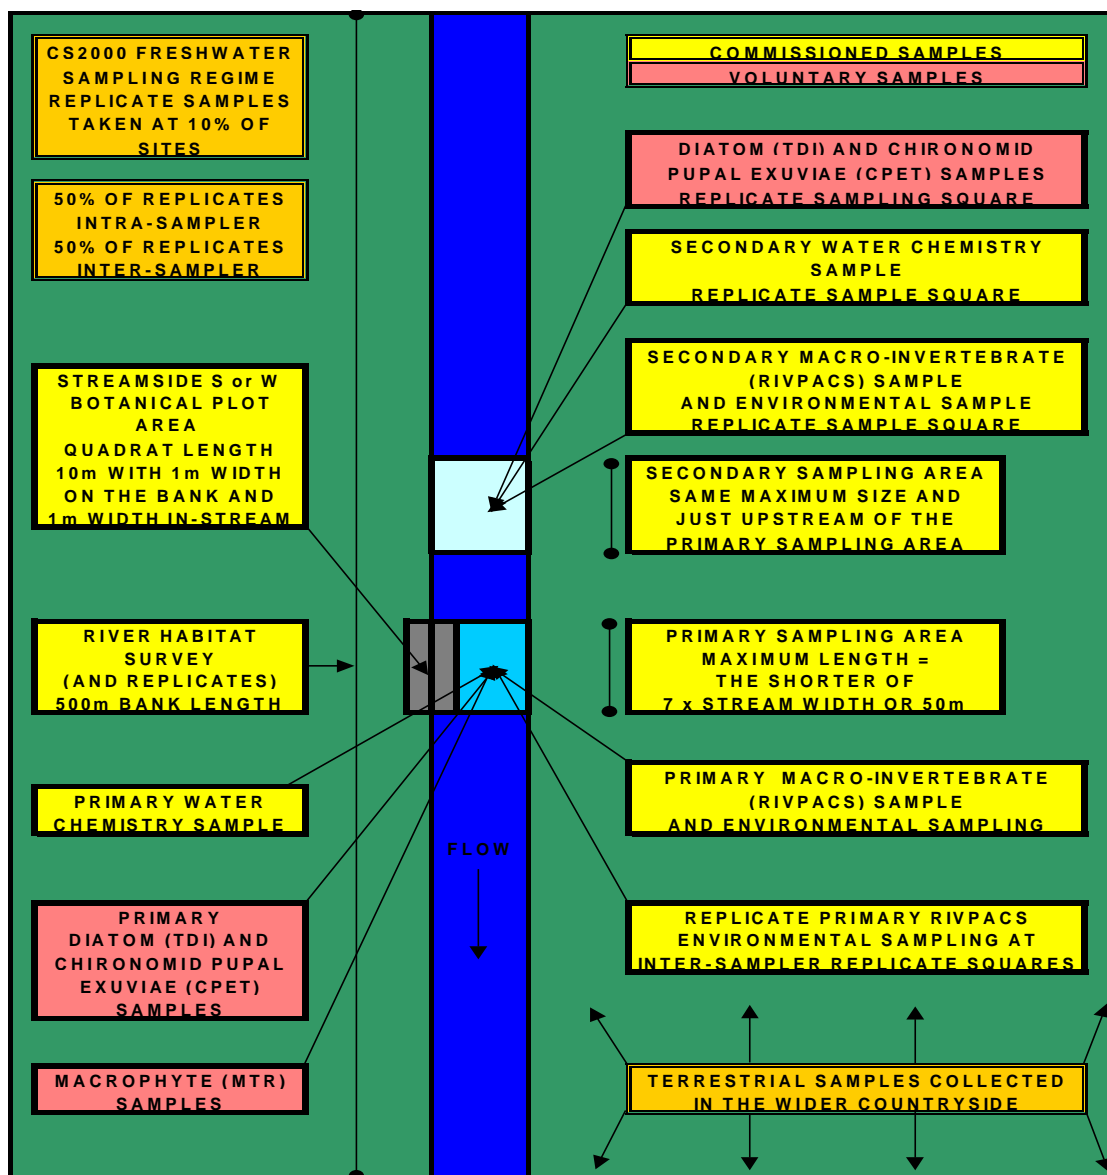 CS2000 FRESHWATER
SAMPLING REGIME
REPLICATE SAMPLES
TAKEN AT 10% OF
SITES
50% OF REPLICATES
INTRA-SAMPLER
50% OF REPLICATES
INTER-SAMPLER
STREAMSIDE S or W
BOTANICAL PLOT
AREA
QUADRAT LENGTH
10m WITH 1m WIDTH
ON THE BANK AND
1m WIDTH IN-STREAM
RIVER HABITAT
SURVEY
(AND REPLICATES)
500m BANK LENGTH
PRIMARY WATER
CHEMISTRY SAMPLE
PRIMARY
DIATOM (TDI) AND
CHIRONOMID PUPAL
EXUVIAE (CPET)
SAMPLES
MACROPHYTE (MTR)
SAMPLES
FLOW
COMMISSIONED SAMPLES
VOLUNTARY SAMPLES
DIATOM (TDI) AND CHIRONOMID
PUPAL EXUVIAE (CPET) SAMPLES
REPLICATE SAMPLING SQUARE
SECONDARY WATER CHEMISTRY
SAMPLE
REPLICATE SAMPLE SQUARE
SECONDARY MACRO-INVERTEBRATE
(RIVPACS) SAMPLE
AND ENVIRONMENTAL SAMPLE
REPLICATE SAMPLE SQUARE
SECONDARY SAMPLING AREA
SAME MAXIMUM SIZE AND
JUST UPSTREAM OF THE
PRIMARY SAMPLING AREA
PRIMARY SAMPLING AREA
MAXIMUM LENGTH =
THE SHORTER OF
7 x STREAM WIDTH OR 50m
PRIMARY MACRO-INVERTEBRATE
(RIVPACS) SAMPLE
AND ENVIRONMENTAL SAMPLING
REPLICATE PRIMARY RIVPACS
ENVIRONMENTAL SAMPLING AT
INTER-SAMPLER REPLICATE SQUARES
TERRESTRIAL SAMPLES COLLECTED
IN THE WIDER COUNTRYSIDE